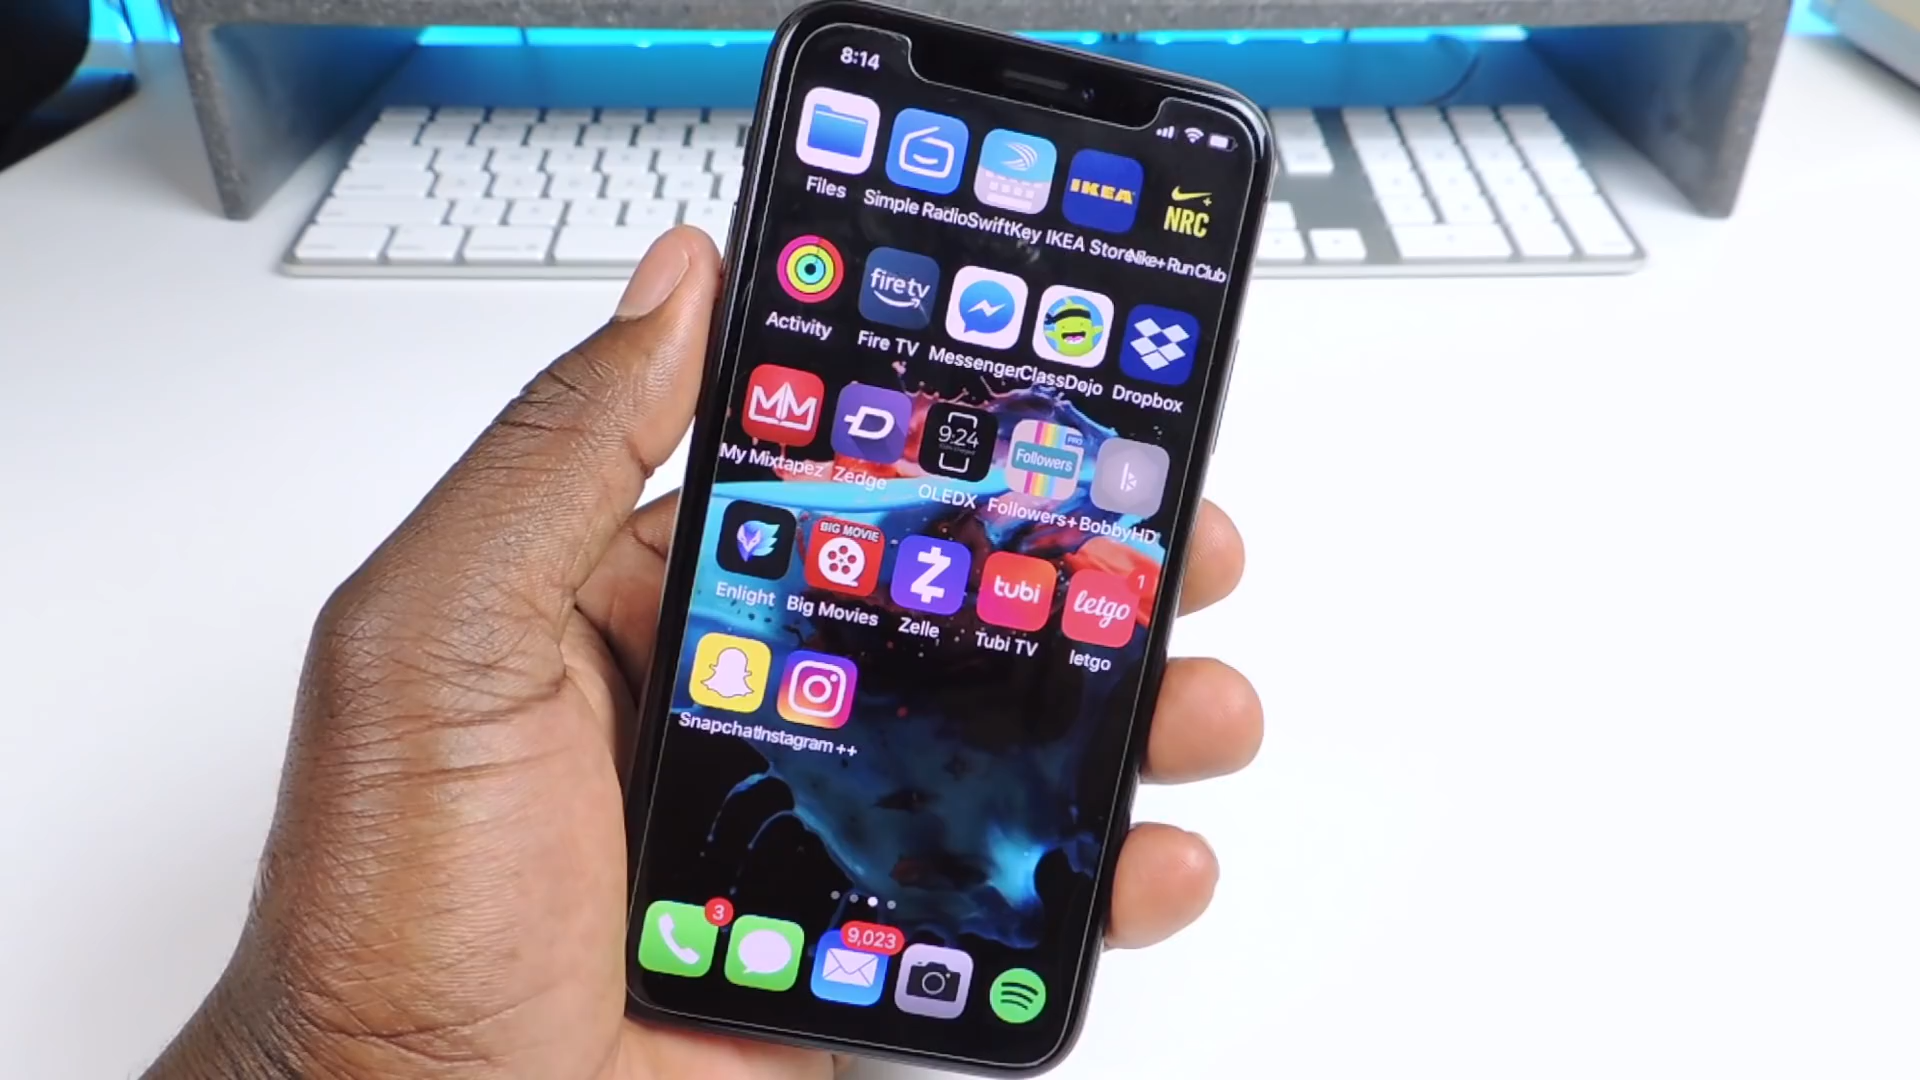 8:14
Files
Simple Radio
SwiftKey
IKEA
IKEA Store
NRC
Nike+ Run Club
Activity
fire tv
Fire TV
Messenger
ClassDojo
Dropbox
My Mixtapez
Zedge
9:24
OLEDX
PRO
Followers
Followers+
BobbyHD
Enlight
BIG MOVIE
Big Movies
Zelle
tubi
Tubi TV
1
letgo
letgo
Snapchat
Instagram ++
3
9,023